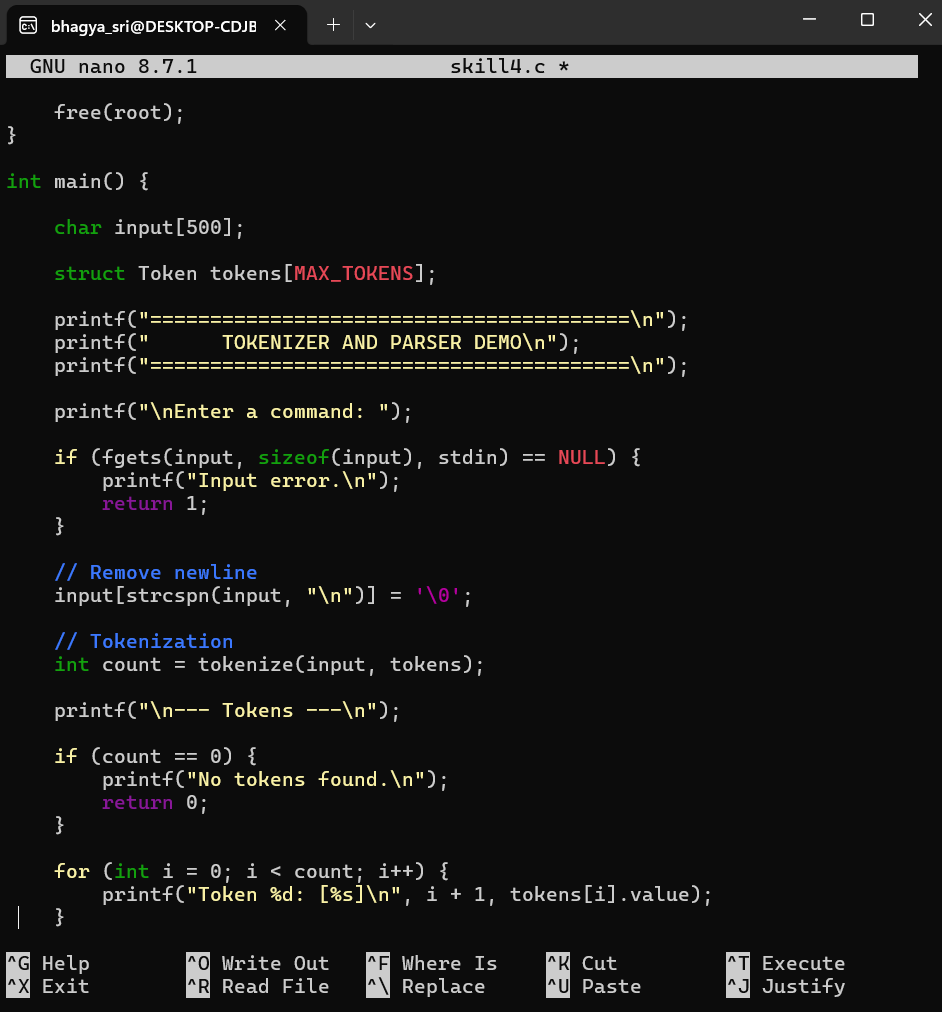 bhagya_sri@DESKTOP-CDJB
GNU nano 8.7.1 skill4.c *
    free(root);
}
int main() {
    char input[500];
    struct Token tokens[MAX_TOKENS];
    printf("========================================\n");
    printf("      TOKENIZER AND PARSER DEMO\n");
    printf("========================================\n");
    printf("\nEnter a command: ");
    if (fgets(input, sizeof(input), stdin) == NULL) {
        printf("Input error.\n");
        return 1;
    }
    // Remove newline
    input[strcspn(input, "\n")] = '\0';
    // Tokenization
    int count = tokenize(input, tokens);
    printf("\n--- Tokens ---\n");
    if (count == 0) {
        printf("No tokens found.\n");
        return 0;
    }
    for (int i = 0; i < count; i++) {
        printf("Token %d: [%s]\n", i + 1, tokens[i].value);
    }
^G Help ^O Write Out ^F Where Is ^K Cut ^T Execute
^X Exit ^R Read File ^\ Replace ^U Paste ^J Justify